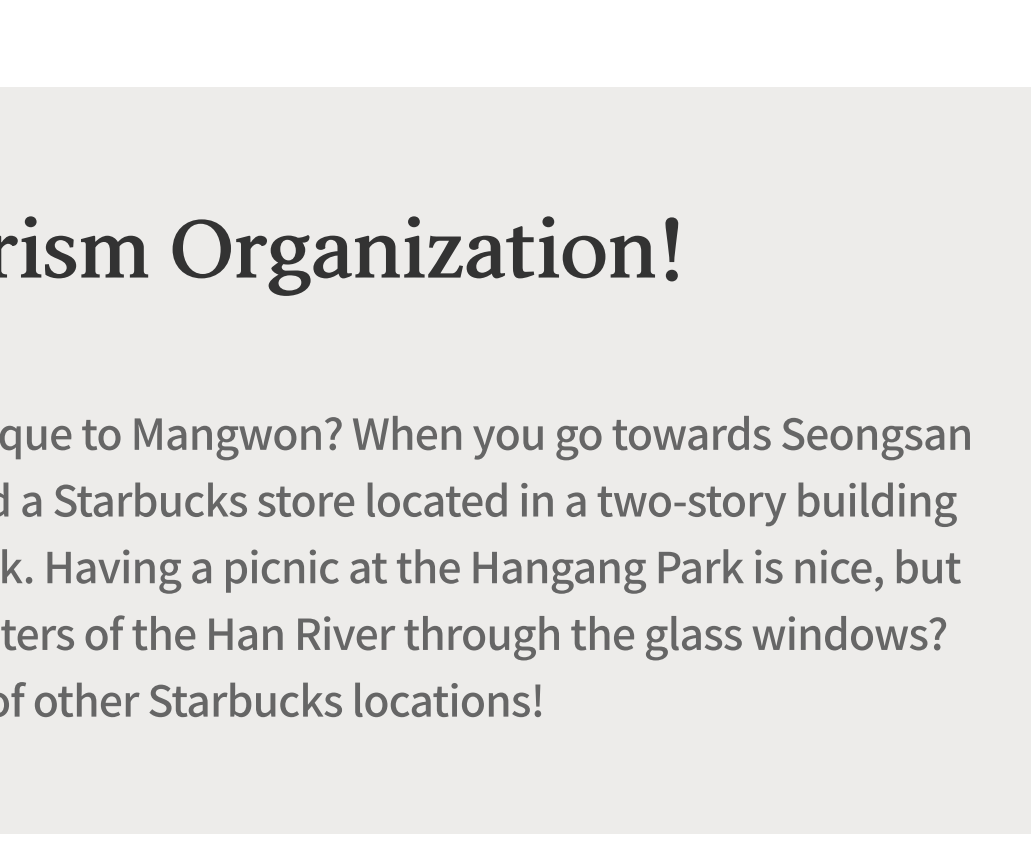 rism Organization!
que to Mangwon? When you go towards Seongsan
d a Starbucks store located in a two-story building
k. Having a picnic at the Hangang Park is nice, but
ters of the Han River through the glass windows?
of other Starbucks locations!